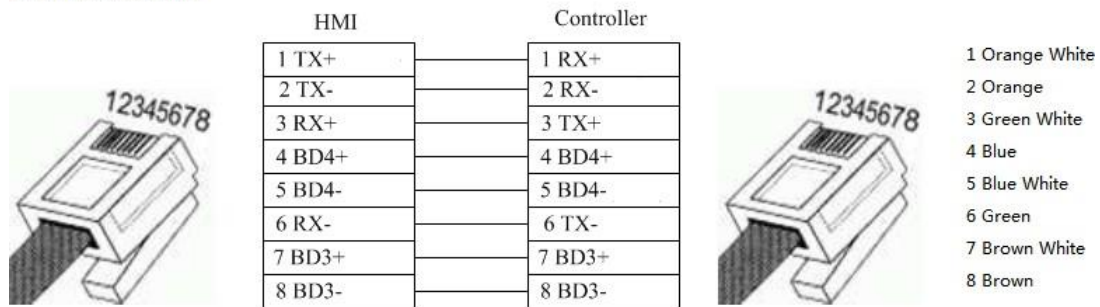 HMI
Controller
1 TX+
1 RX+
2 TX-
2 RX-
3 RX+
3 TX+
4 BD4+
4 BD4+
5 BD4-
5 BD4-
6 RX-
6 TX-
7 BD3+
7 BD3+
8 BD3-
8 BD3-
12345678
12345678
1 Orange White
2 Orange
3 Green White
4 Blue
5 Blue White
6 Green
7 Brown White
8 Brown